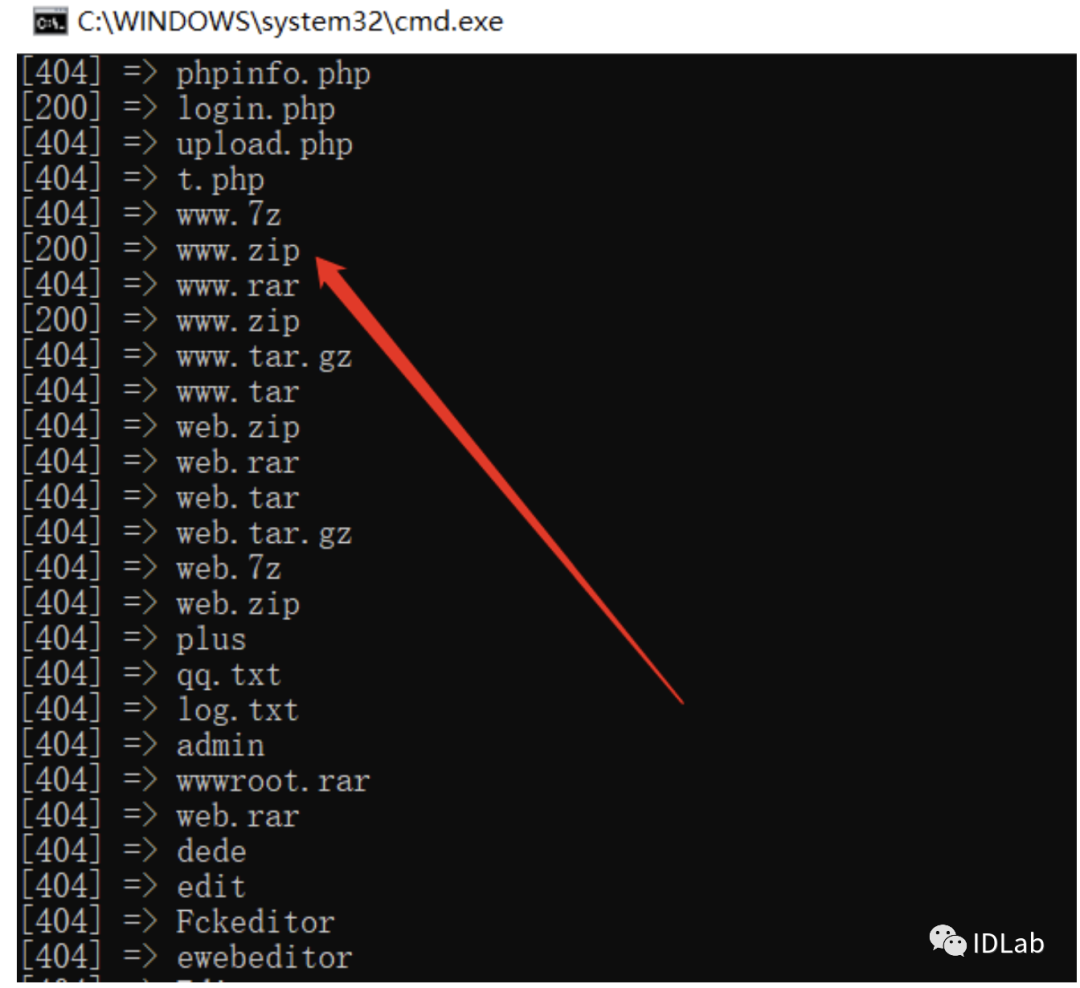 C:\WINDOWS\system32\cmd.exe
[404] => phpinfo.php
[200] => login.php
[404] => upload.php
[404] => t.php
[404] => www.7z
[200] => www.zip
[404] => www.rar
[200] => www.zip
[404] => www.tar.gz
[404] => www.tar
[404] => web.zip
[404] => web.rar
[404] => web.tar
[404] => web.tar.gz
[404] => web.7z
[404] => web.zip
[404] => plus
[404] => qq.txt
[404] => log.txt
[404] => admin
[404] => wwwroot.rar
[404] => web.rar
[404] => dede
[404] => edit
[404] => Fckeditor
[404] => ewebeditor
IDLab